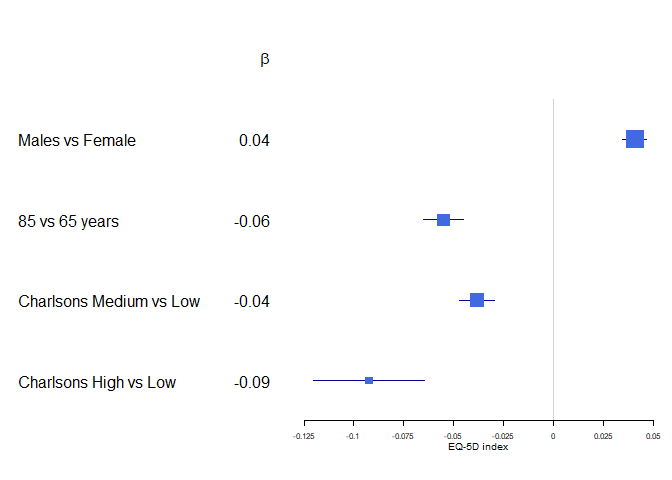 β
Males vs Female 0.04
85 vs 65 years -0.06
Charlsons Medium vs Low -0.04
Charlsons High vs Low -0.09
-0.125 -0.1 -0.075 -0.05 -0.025 0 0.025 0.05
EQ-5D index